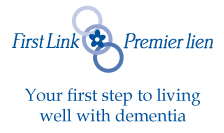 First Link Premier lien
Your first step to living
well with dementia